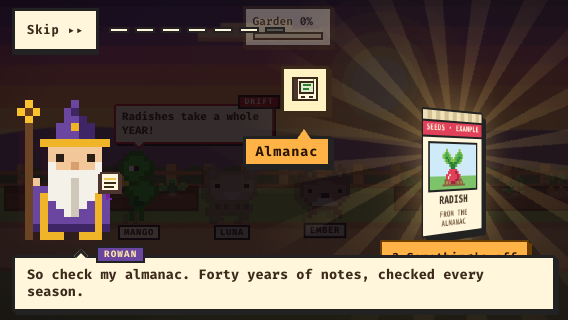 Skip ▸▸
Garden 0%
DRIFT
Radishes take a whole
YEAR!
Almanac
SEEDS · EXAMPLE
RADISH
FROM THE
ALMANAC
MANGO
LUNA
EMBER
ROWAN
So check my almanac. Forty years of notes, checked every
season.